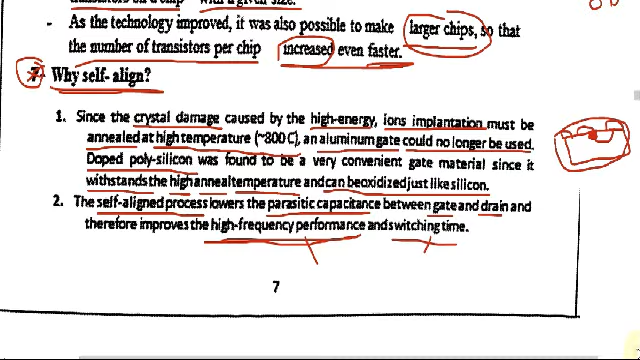 - As the technology improved, it was also possible to make larger chips, so that
the number of transistors per chip increased even faster.
7. Why self- align?
1. Since the crystal damage caused by the high-energy, ions implantation must be
annealed at high temperature (~800 C), an aluminum gate could no longer be used.
Doped poly-silicon was found to be a very convenient gate material since it
withstands the high anneal temperature and can be oxidized just like silicon.
2. The self-aligned process lowers the parasitic capacitance between gate and drain and
therefore improves the high-frequency performance and switching time.
7